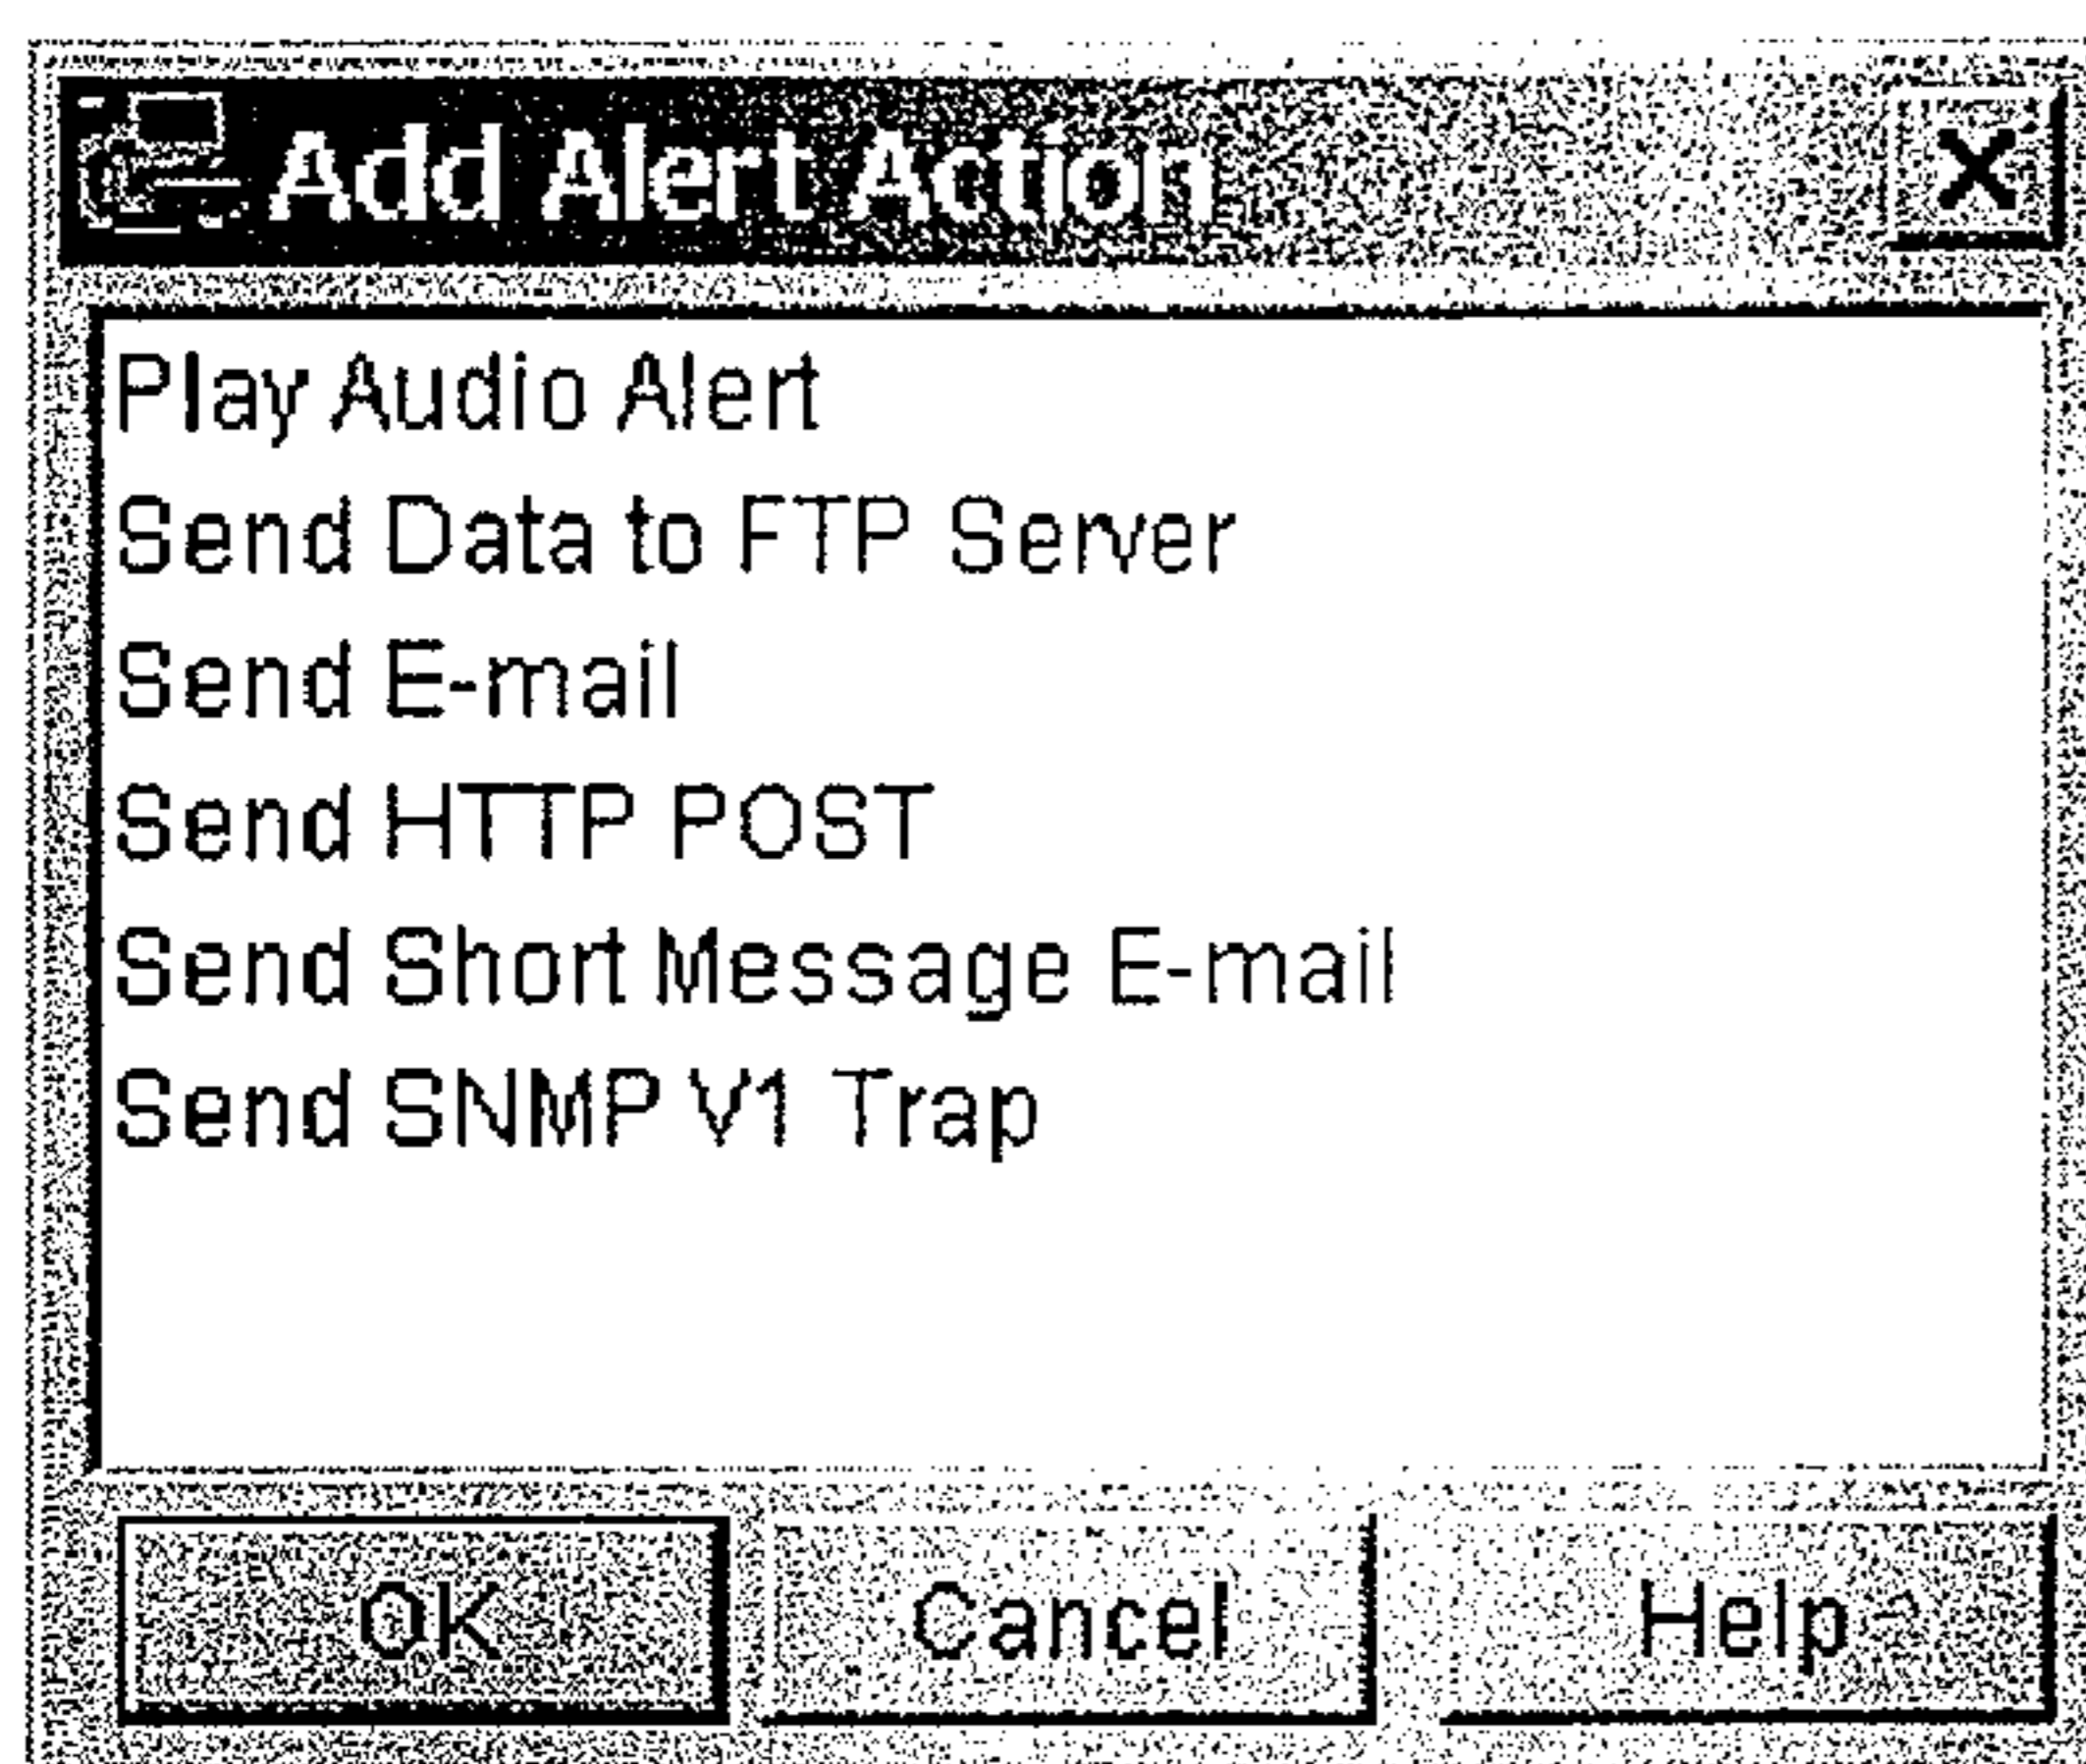 Add Alert Action
Play Audio Alert
Send Data to FTP Server
Send E-mail
Send HTTP POST
Send Short Message E-mail
Send SNMP V1 Trap
OK Cancel Help